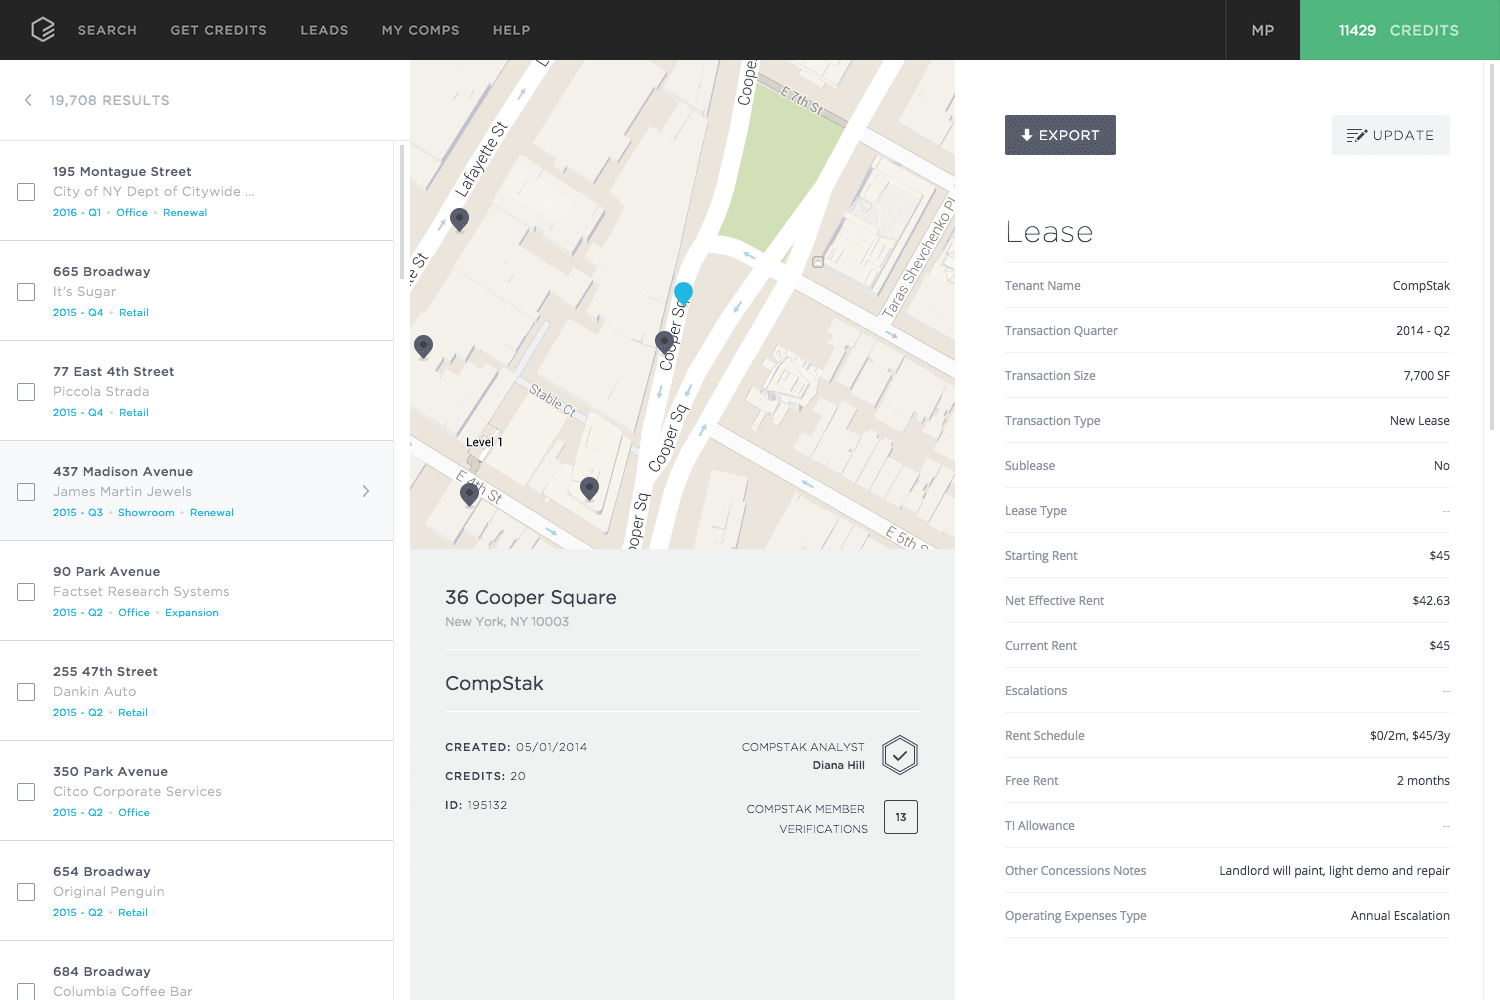 SEARCH
GET CREDITS
LEADS
MY COMPS
HELP
MP
11429 CREDITS
19,708 RESULTS
195 Montague Street
City of NY Dept of Citywide ...
2016 - Q1 • Office • Renewal
665 Broadway
It's Sugar
2015 - Q4 • Retail
77 East 4th Street
Piccola Strada
2015 - Q4 • Retail
437 Madison Avenue
James Martin Jewels
2015 - Q3 • Showroom • Renewal
90 Park Avenue
Factset Research Systems
2015 - Q2 • Office • Expansion
255 47th Street
Dankin Auto
2015 - Q2 • Retail
350 Park Avenue
Citco Corporate Services
2015 - Q2 • Office
654 Broadway
Original Penguin
2015 - Q2 • Retail
684 Broadway
Columbia Coffee Bar
Lafayette St
Cooper
E 7th St
Taras Shevchenko Pl
te St
Cooper Sq
Stable Ct
Level 1
Cooper Sq
E 4th St
ooper Sq
E 5th S
36 Cooper Square
New York, NY 10003
CompStak
CREATED: 05/01/2014
CREDITS: 20
ID: 195132
COMPSTAK ANALYST
Diana Hill
COMPSTAK MEMBER
VERIFICATIONS
13
EXPORT
UPDATE
Lease
Tenant Name CompStak
Transaction Quarter 2014 - Q2
Transaction Size 7,700 SF
Transaction Type New Lease
Sublease No
Lease Type --
Starting Rent $45
Net Effective Rent $42.63
Current Rent $45
Escalations --
Rent Schedule $0/2m, $45/3y
Free Rent 2 months
TI Allowance --
Other Concessions Notes Landlord will paint, light demo and repair
Operating Expenses Type Annual Escalation